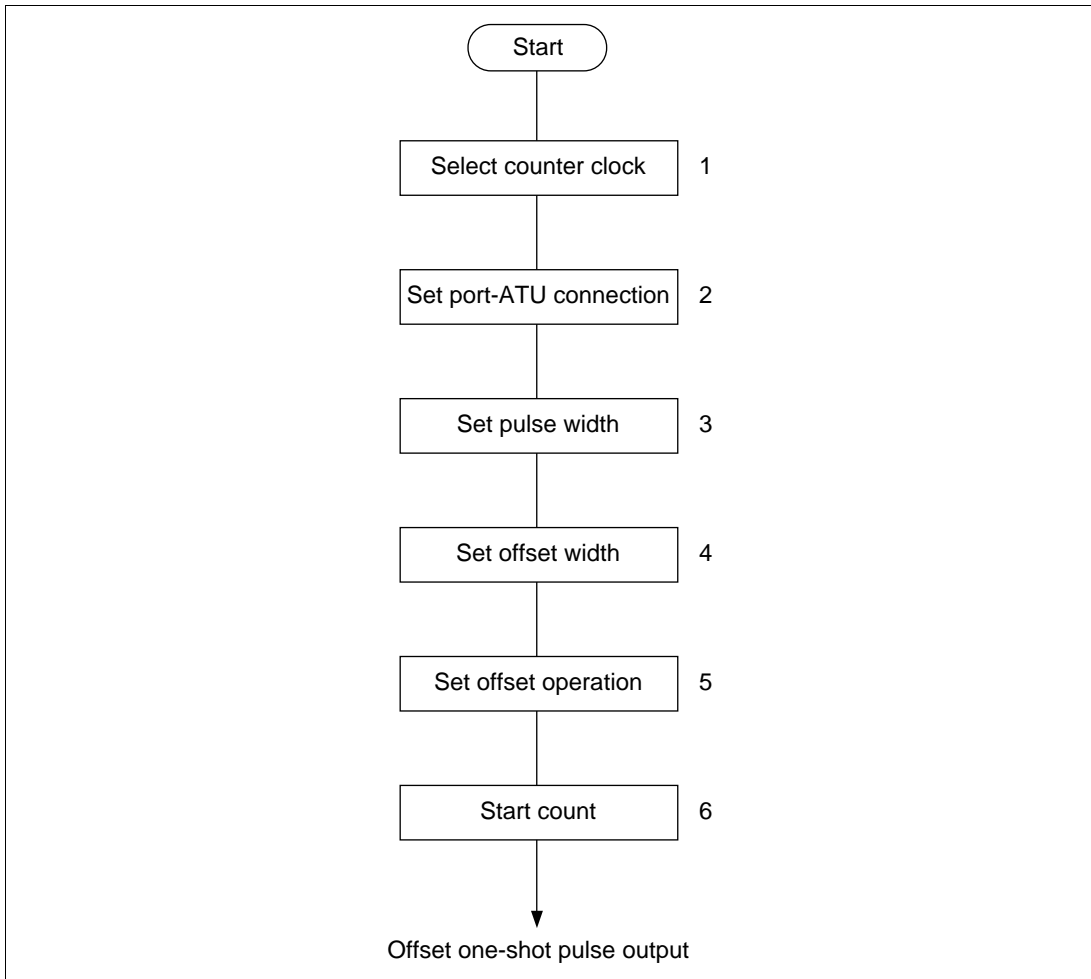 Start
Select counter clock 1
Set port-ATU connection 2
Set pulse width 3
Set offset width 4
Set offset operation 5
Start count 6
Offset one-shot pulse output